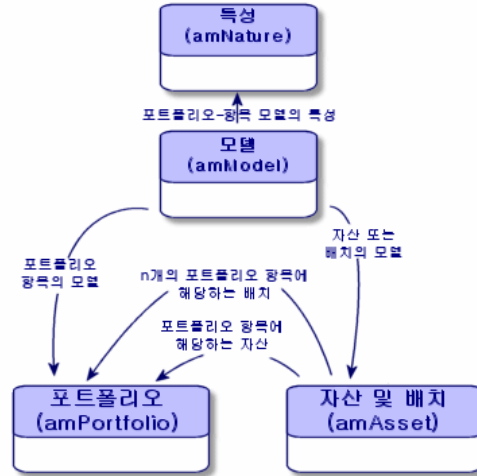 특성
(amNature)
포트폴리오-항목 모델의 특성
모델
(amModel)
포트폴리오
항목의 모델
n개의 포트폴리오 항목에
해당하는 배치
자산 또는
배치의 모델
포트폴리오 항목에
해당하는 자산
포트폴리오
(amPortfolio)
자산 및 배치
(amAsset)